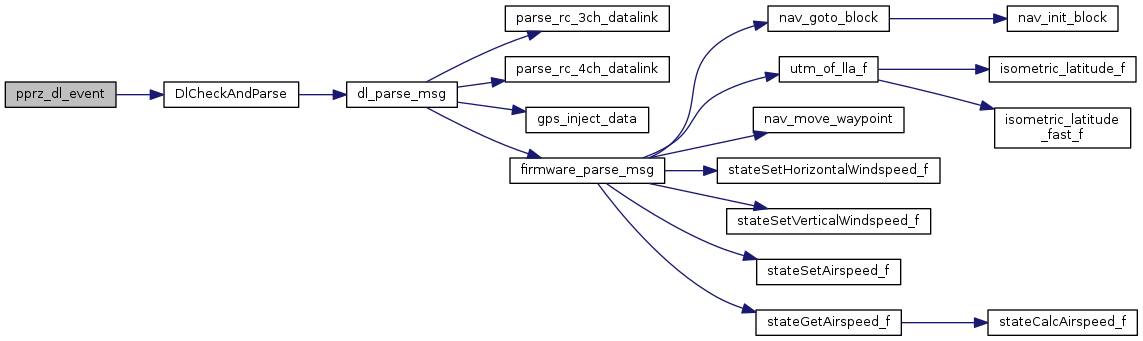 pprz_dl_event
DlCheckAndParse
dl_parse_msg
parse_rc_3ch_datalink
parse_rc_4ch_datalink
gps_inject_data
firmware_parse_msg
nav_goto_block
nav_init_block
utm_of_lla_f
isometric_latitude_f
isometric_latitude
_fast_f
nav_move_waypoint
stateSetHorizontalWindspeed_f
stateSetVerticalWindspeed_f
stateSetAirspeed_f
stateGetAirspeed_f
stateCalcAirspeed_f